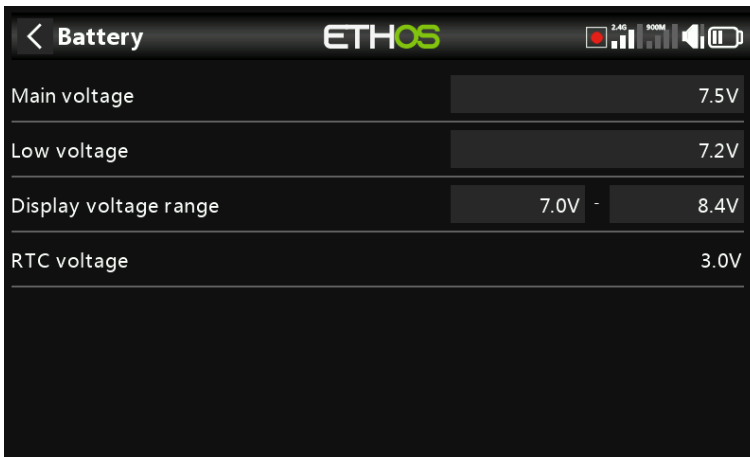 Battery ETHOS 2.4G 900M
Main voltage 7.5V
Low voltage 7.2V
Display voltage range 7.0V - 8.4V
RTC voltage 3.0V